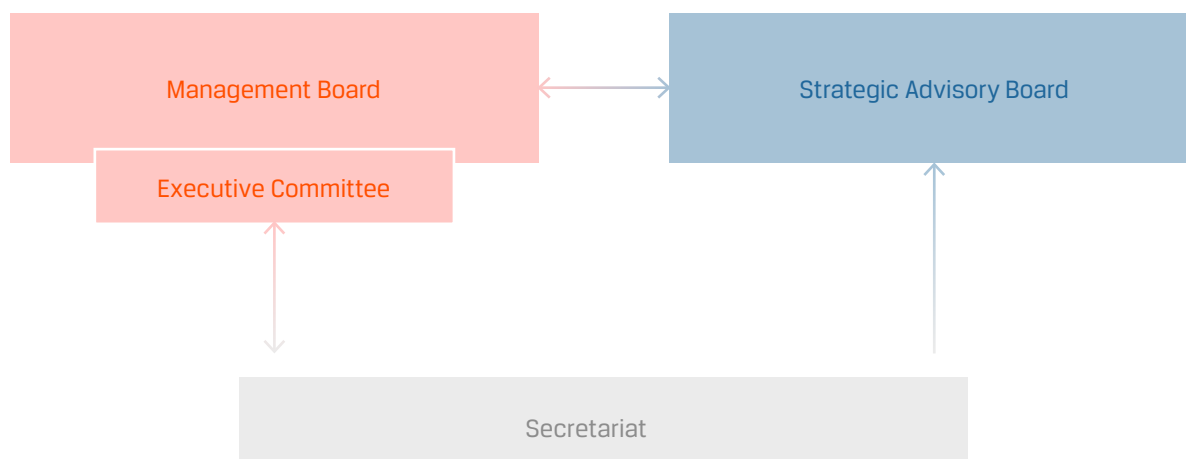 Management Board
Strategic Advisory Board
Executive Committee
Secretariat